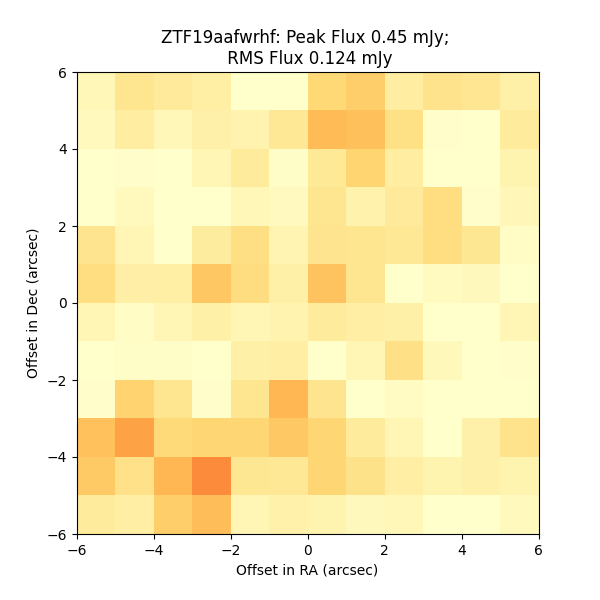 ZTF19aafwrhf: Peak Flux 0.45 mJy;
RMS Flux 0.124 mJy
6
4
2
0
−2
−4
−6
Offset in Dec (arcsec)
−6 −4 −2 0 2 4 6
Offset in RA (arcsec)